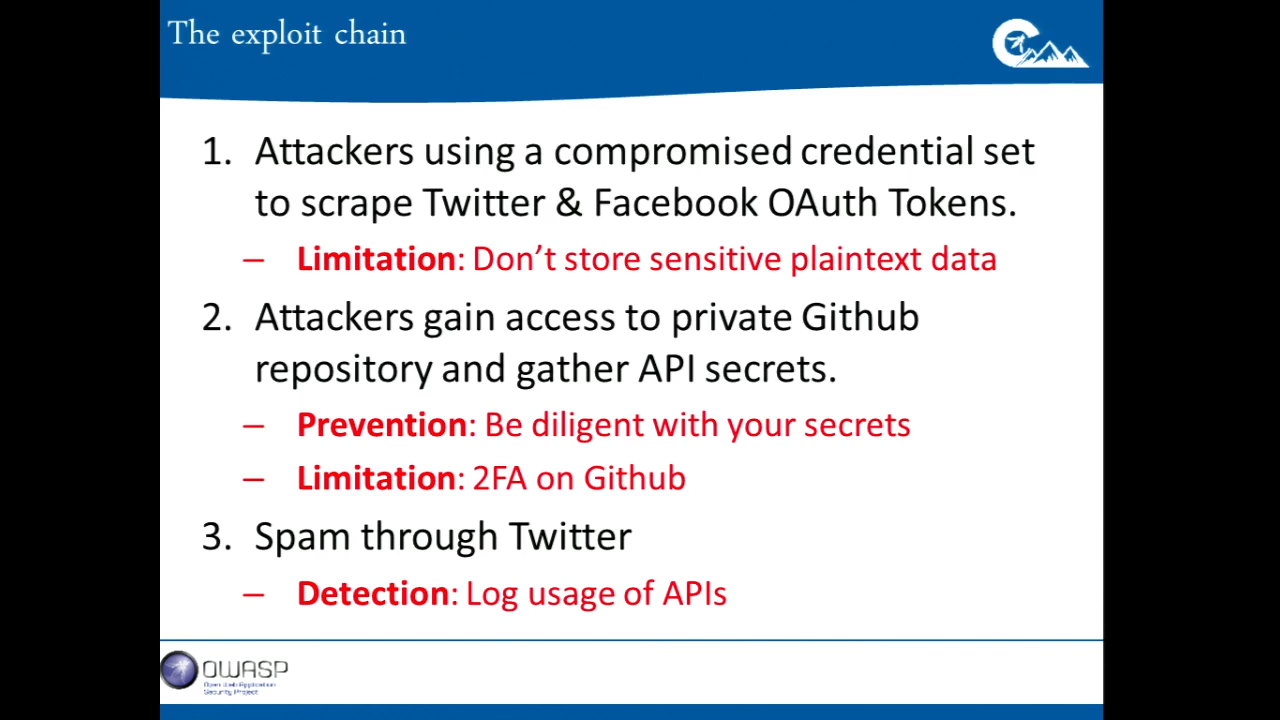 The exploit chain
1. Attackers using a compromised credential set
to scrape Twitter & Facebook OAuth Tokens.
– Limitation: Don’t store sensitive plaintext data
2. Attackers gain access to private Github
repository and gather API secrets.
– Prevention: Be diligent with your secrets
– Limitation: 2FA on Github
3. Spam through Twitter
– Detection: Log usage of APIs
OWASP
Open Web Application
Security Project